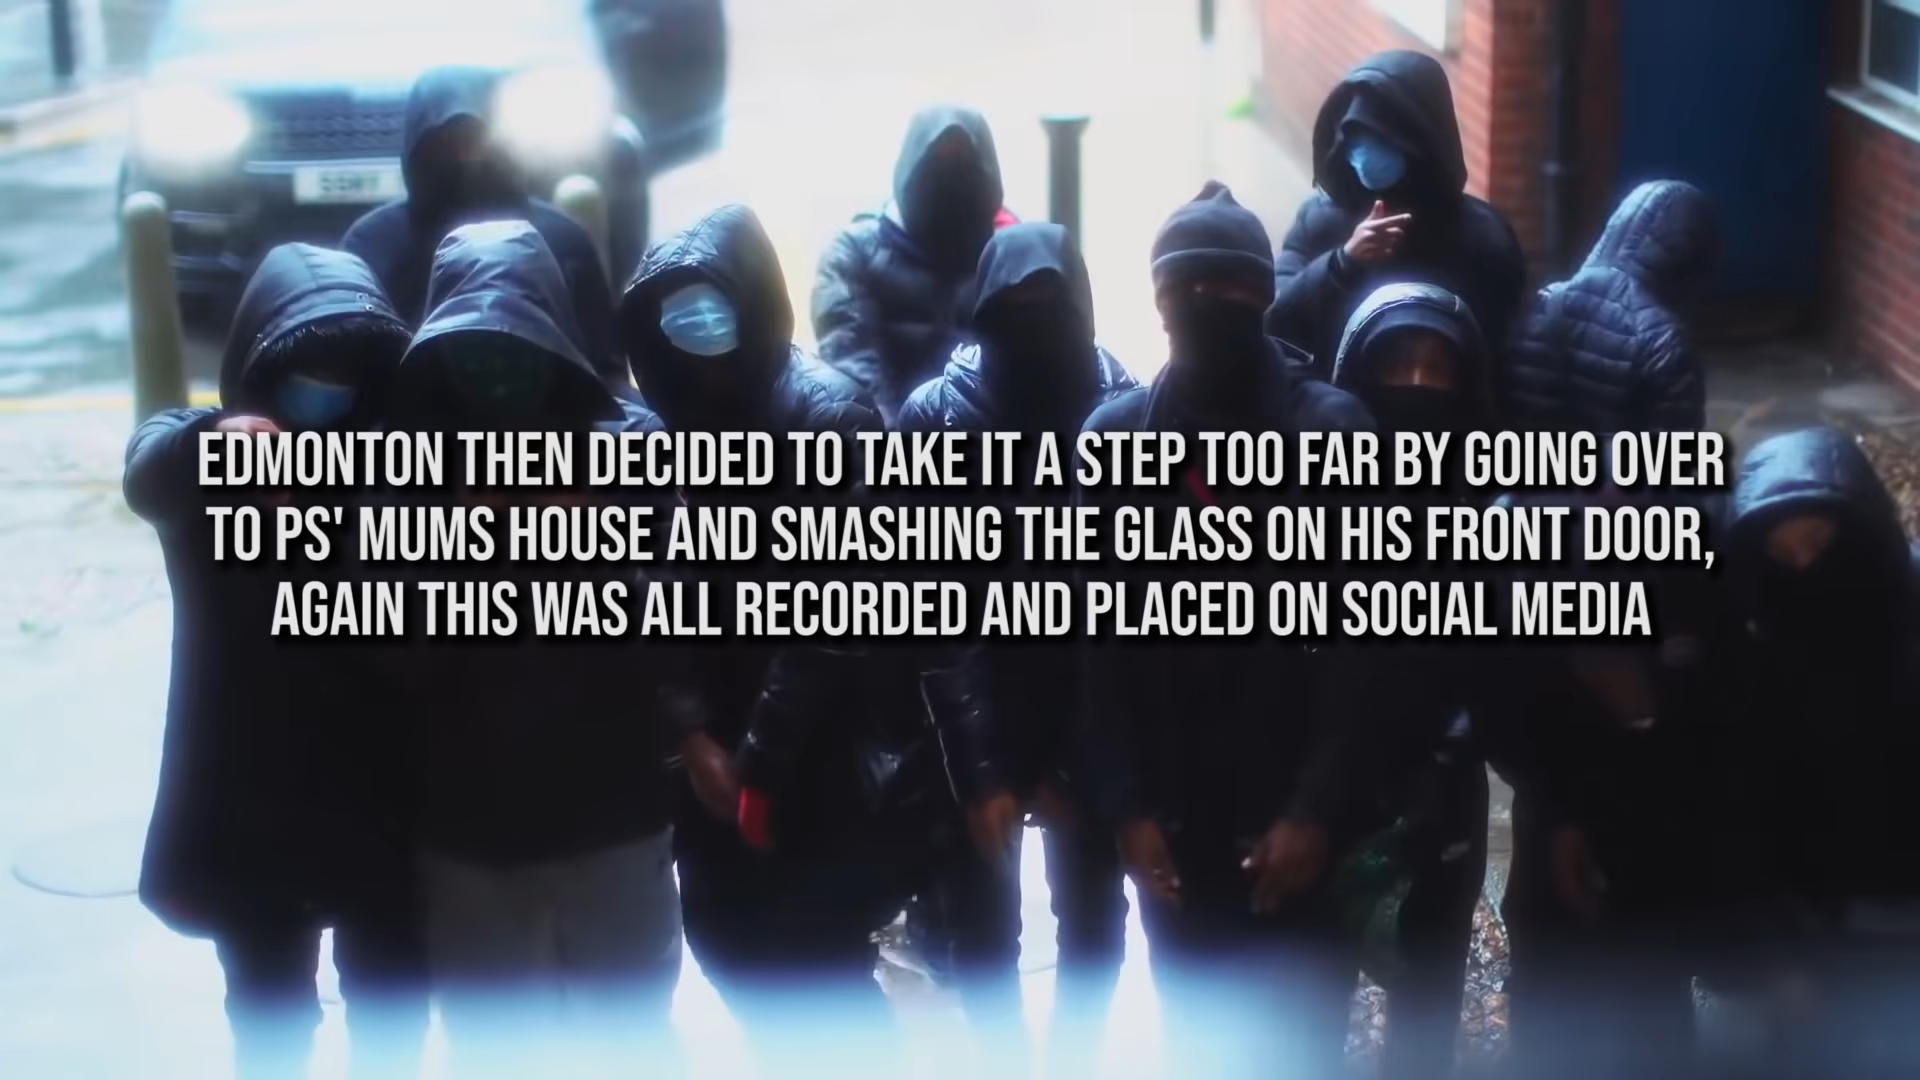 EDMONTON THEN DECIDED TO TAKE IT A STEP TOO FAR BY GOING OVER
TO PS' MUMS HOUSE AND SMASHING THE GLASS ON HIS FRONT DOOR,
AGAIN THIS WAS ALL RECORDED AND PLACED ON SOCIAL MEDIA